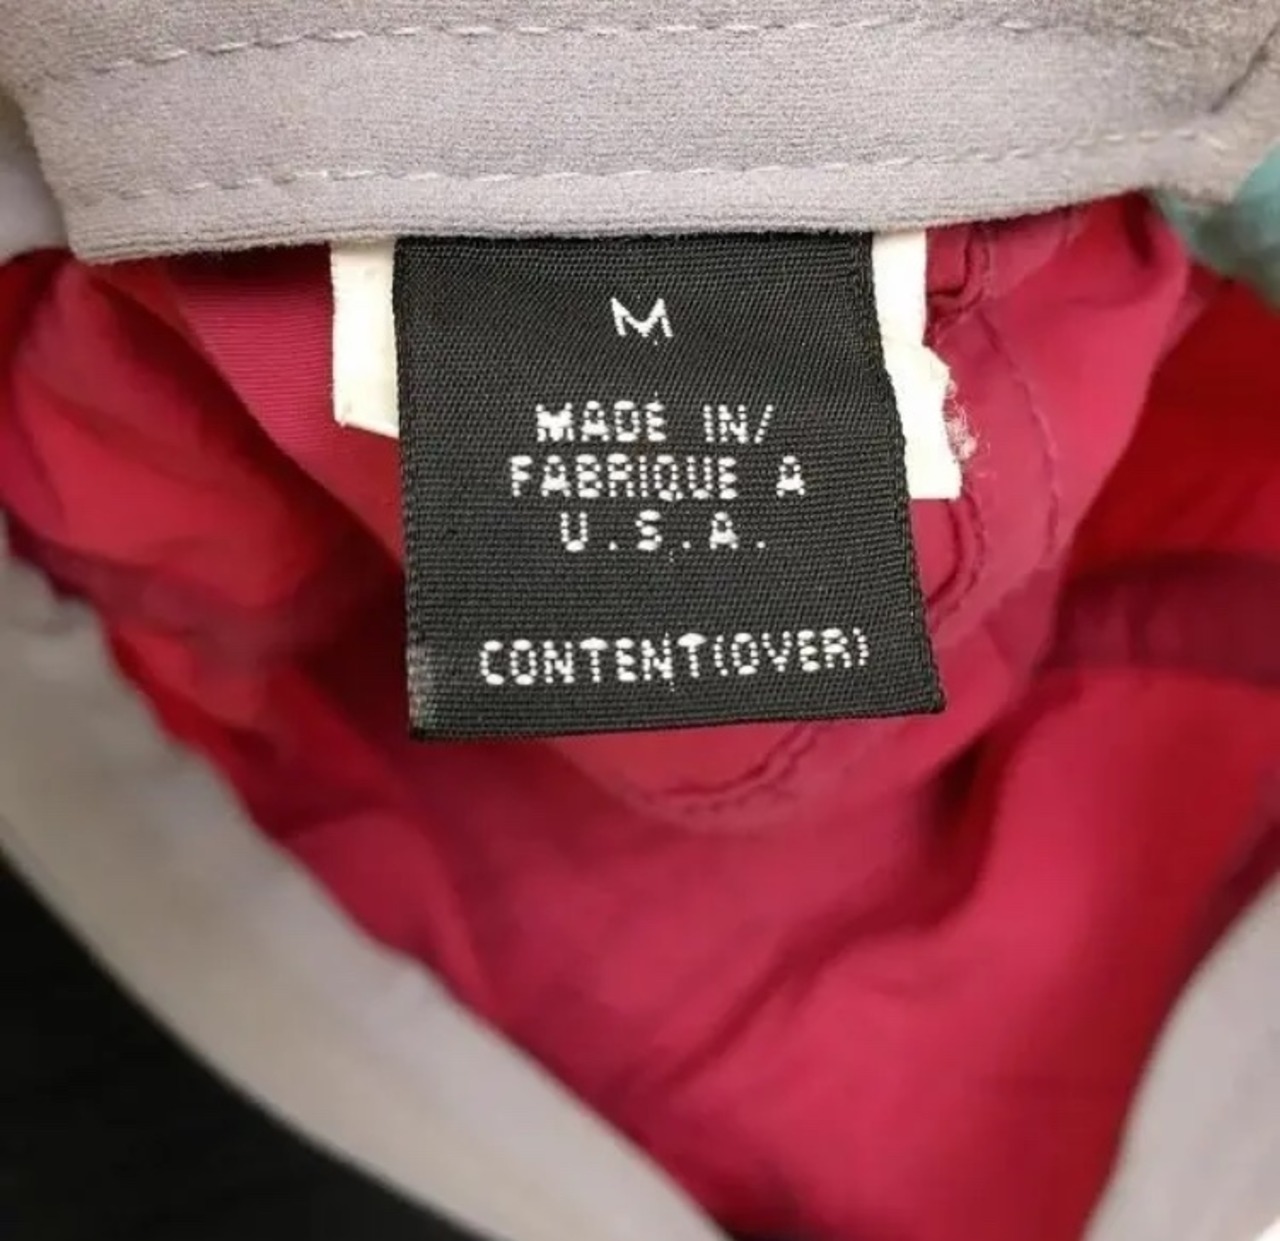 M
MADE IN/
FABRIQUE A
U.S.A.
CONTENT(OVER)